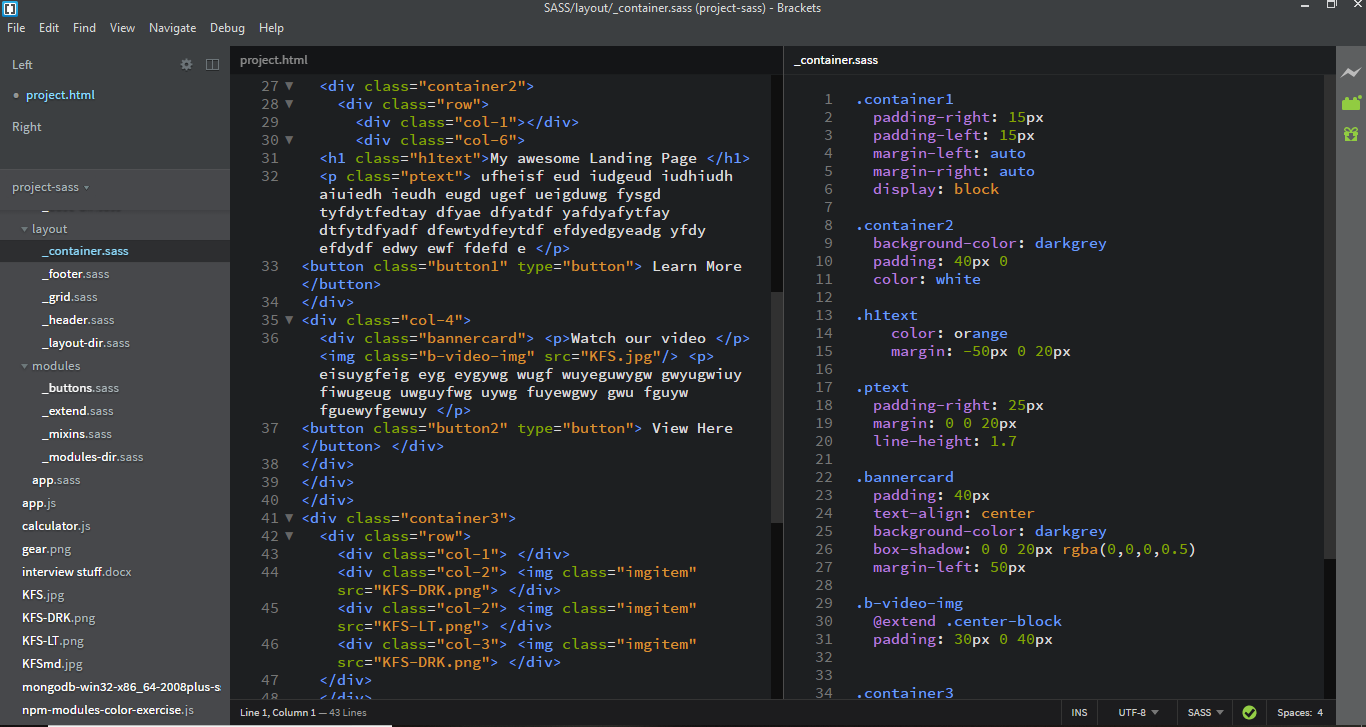 SASS/layout/_container.sass (project-sass) - Brackets
File Edit Find View Navigate Debug Help
Left
project.html
Right
project-sass
layout
_container.sass
_footer.sass
_grid.sass
_header.sass
_layout-dir.sass
modules
_buttons.sass
_extend.sass
_mixins.sass
_modules-dir.sass
app.sass
app.js
calculator.js
gear.png
interview stuff.docx
KFS.jpg
KFS-DRK.png
KFS-LT.png
KFSmd.jpg
mongodb-win32-x86_64-2008plus-s
npm-modules-color-exercise.js
project.html
27 <div class="container2">
28 <div class="row">
29 <div class="col-1"></div>
30 <div class="col-6">
31 <h1 class="h1text">My awesome Landing Page </h1>
32 <p class="ptext"> ufheisf eud iudgeud iudhiudh
aiuiedh ieudh eugd ugef ueigduwg fysgd
tyfdytfedtay dfyae dfyatdf yafdyafytfay
dtfytdfyadf dfewtydfeytdf efdyedgyeadg yfdy
efdydf edwy ewf fdefd e </p>
33 <button class="button1" type="button"> Learn More
</button>
34 </div>
35 <div class="col-4">
36 <div class="bannercard"> <p>Watch our video </p>
<img class="b-video-img" src="KFS.jpg"/> <p>
eisuygfeig eyg eygywg wugf wuyeguwygw gwyugwiuy
fiwugeug uwguyfwg uywg fuyewgwy gwu fguyw
fguewyfgewuy </p>
37 <button class="button2" type="button"> View Here
</button> </div>
38 </div>
39 </div>
40 </div>
41 <div class="container3">
42 <div class="row">
43 <div class="col-1"> </div>
44 <div class="col-2"> <img class="imgitem"
src="KFS-DRK.png"> </div>
45 <div class="col-2"> <img class="imgitem"
src="KFS-LT.png"> </div>
46 <div class="col-3"> <img class="imgitem"
src="KFS-DRK.png"> </div>
47 </div>
48 </div>
_container.sass
1 .container1
2 padding-right: 15px
3 padding-left: 15px
4 margin-left: auto
5 margin-right: auto
6 display: block
7
8 .container2
9 background-color: darkgrey
10 padding: 40px 0
11 color: white
12
13 .h1text
14 color: orange
15 margin: -50px 0 20px
16
17 .ptext
18 padding-right: 25px
19 margin: 0 0 20px
20 line-height: 1.7
21
22 .bannercard
23 padding: 40px
24 text-align: center
25 background-color: darkgrey
26 box-shadow: 0 0 20px rgba(0,0,0,0.5)
27 margin-left: 50px
28
29 .b-video-img
30 @extend .center-block
31 padding: 30px 0 40px
32
33
34 .container3
Line 1, Column 1 — 43 Lines
INS UTF-8 SASS Spaces: 4